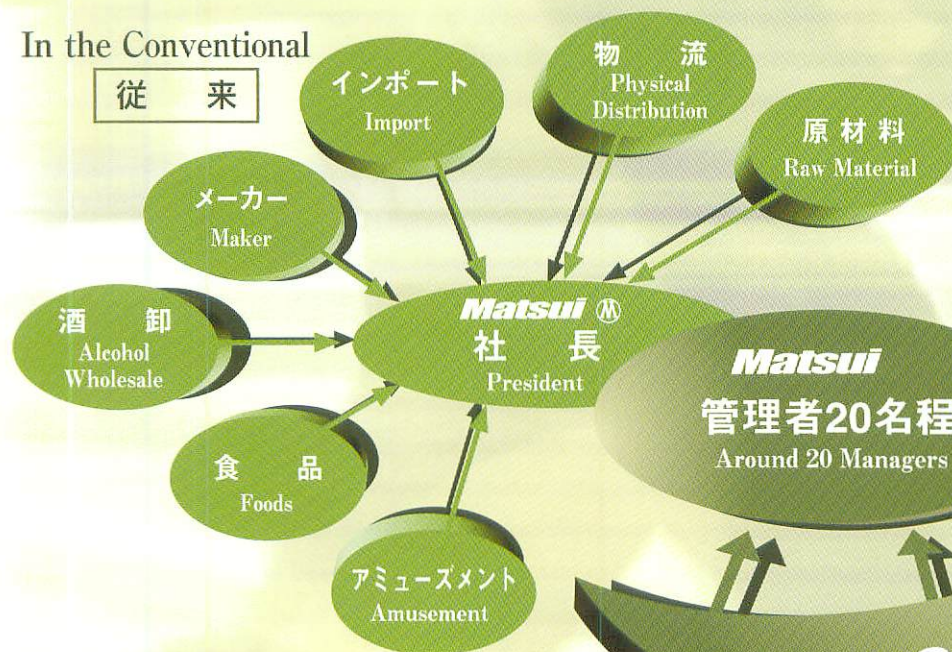 In the Conventional
従 来
インポート
Import
物 流
Physical
Distribution
原材料
Raw Material
メーカー
Maker
酒 卸
Alcohol
Wholesale
Matsui M
社 長
President
Matsui
管理者20名程
Around 20 Managers
食 品
Foods
アミューズメント
Amusement